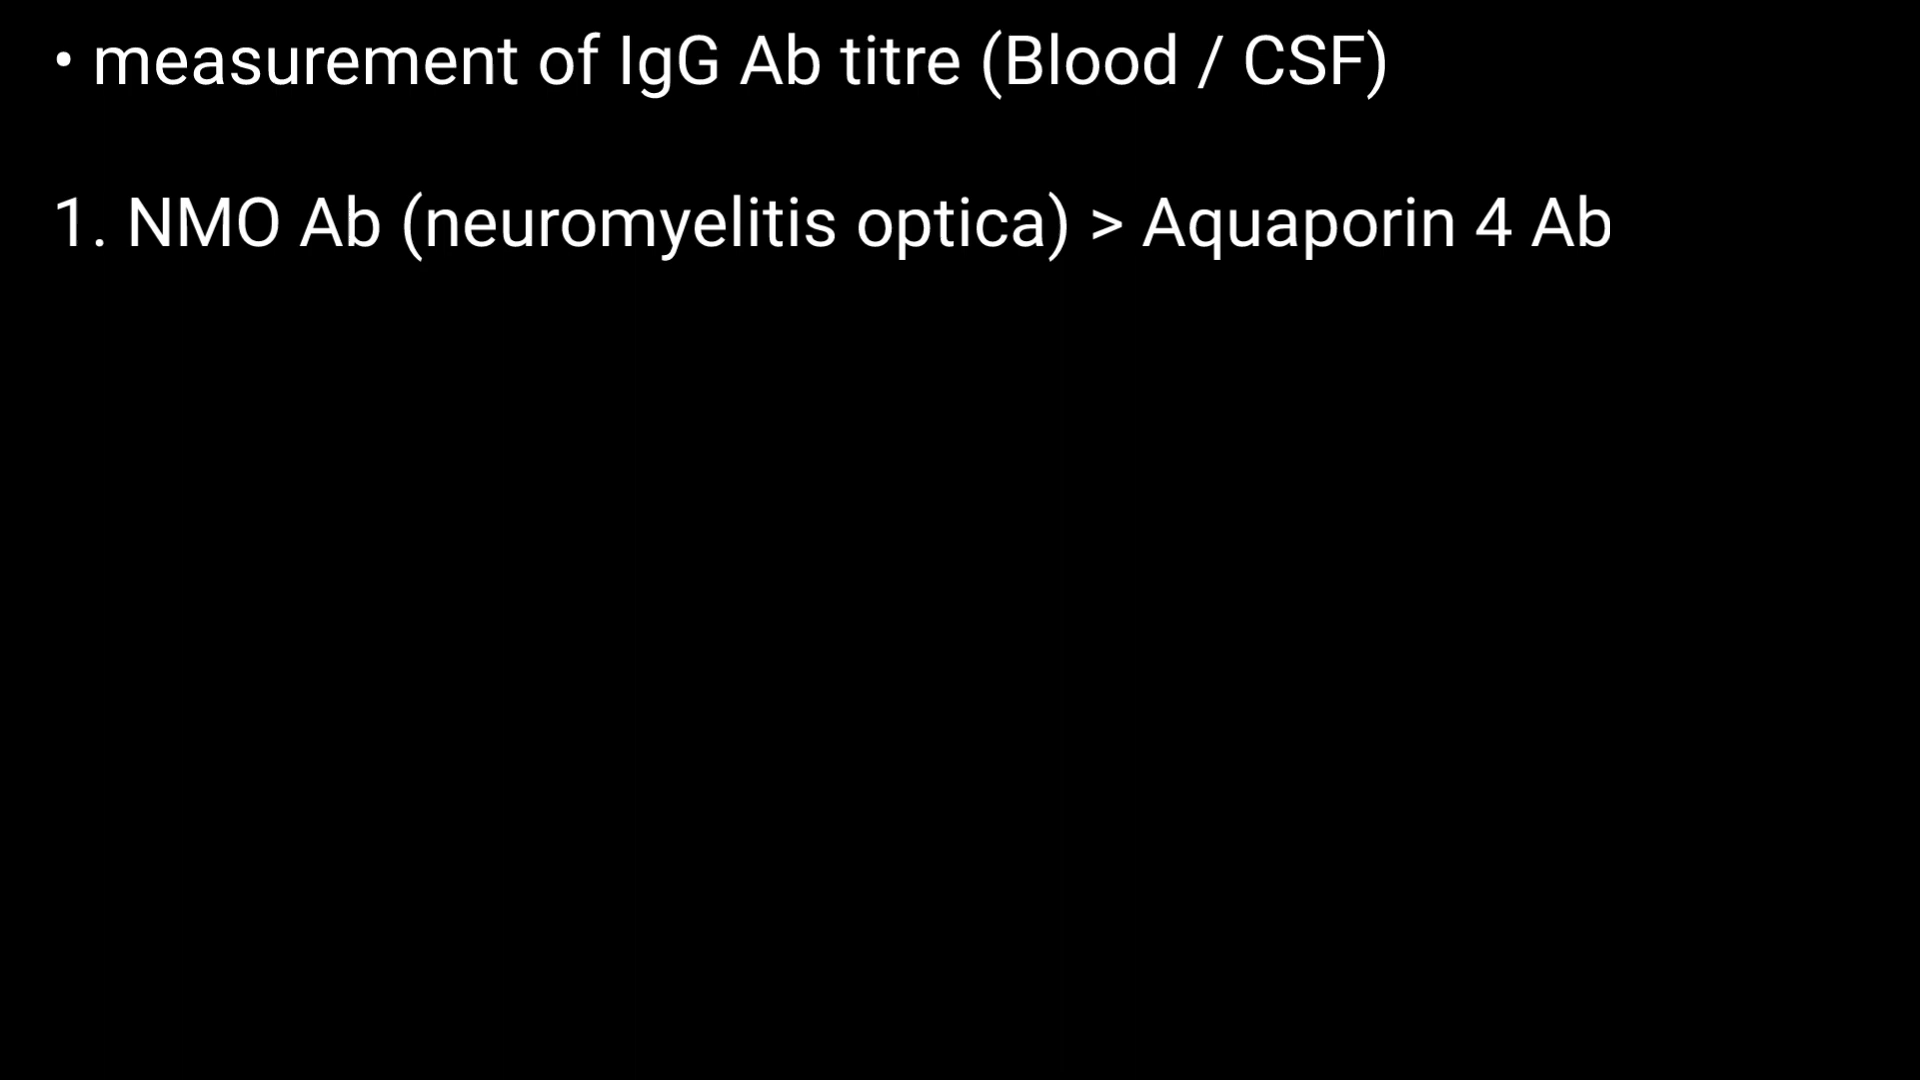 • measurement of IgG Ab titre (Blood / CSF)
1. NMO Ab (neuromyelitis optica) > Aquaporin 4 Ab